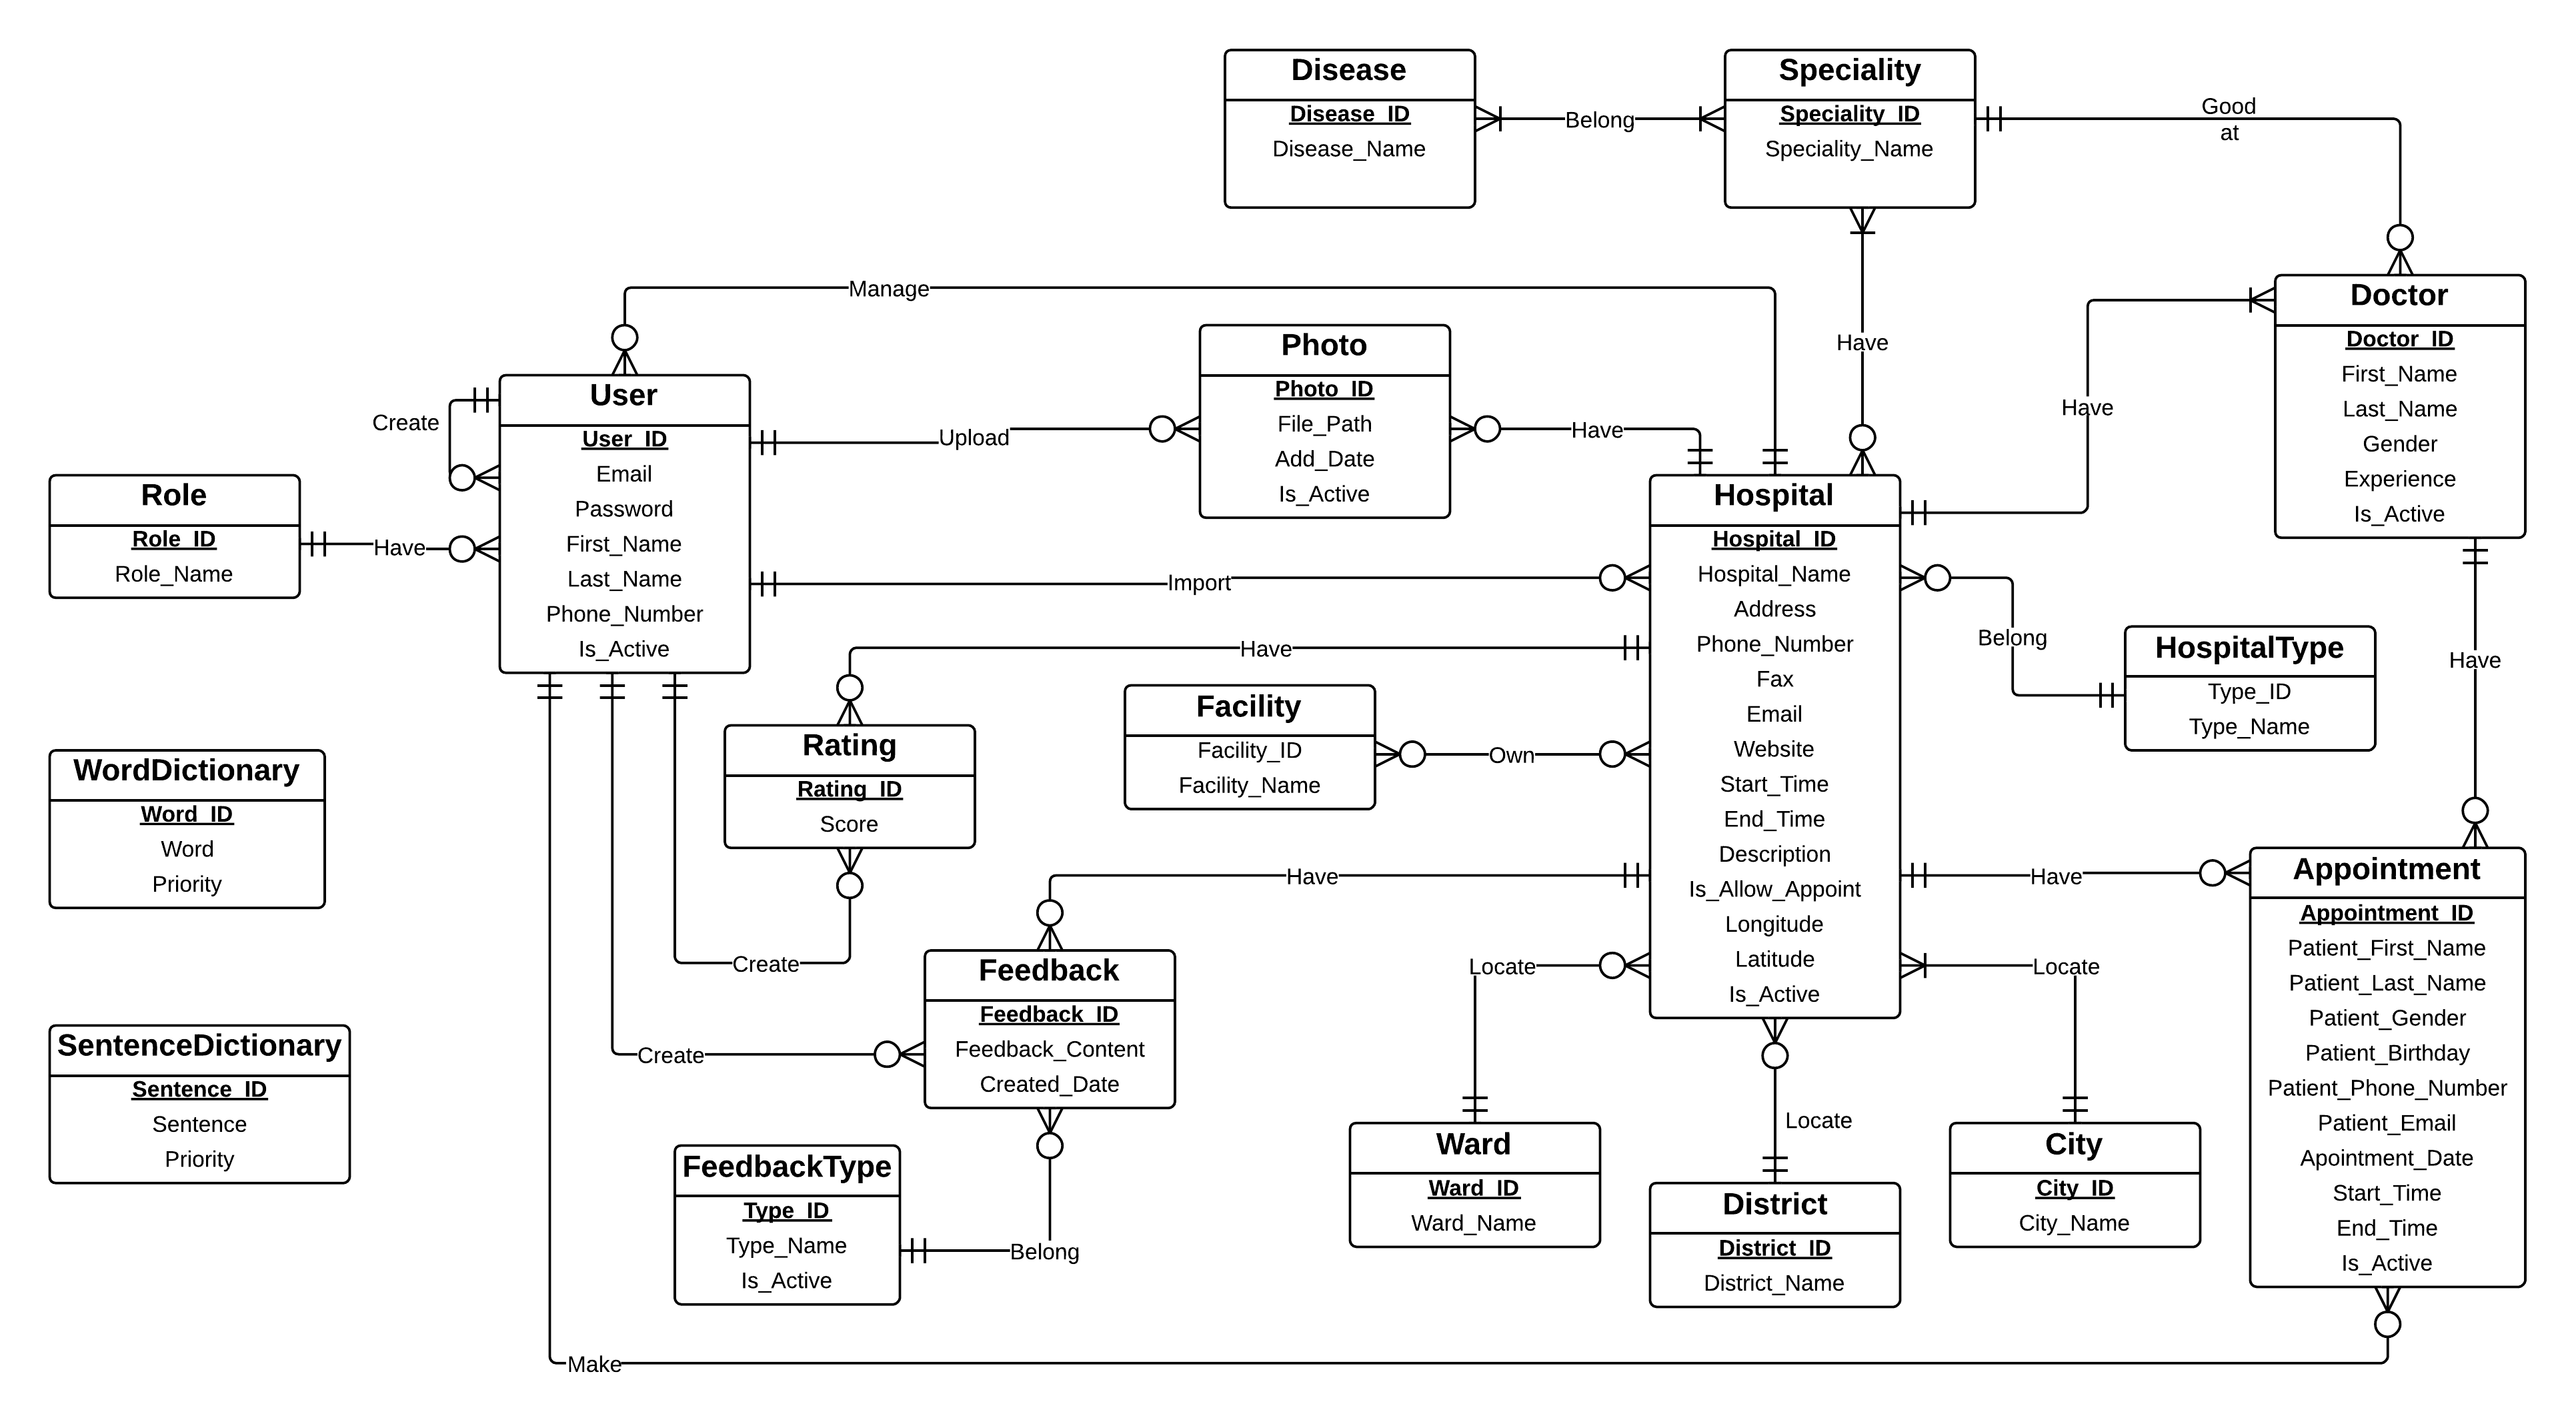 Disease
Disease_ID
Disease_Name
Belong
Speciality
Speciality_ID
Speciality_Name
Good
at
Manage
Have
Doctor
Doctor_ID
First_Name
Last_Name
Gender
Experience
Is_Active
Have
Photo
Photo_ID
File_Path
Add_Date
Is_Active
Upload
Have
User
User_ID
Email
Password
First_Name
Last_Name
Phone_Number
Is_Active
Create
Role
Role_ID
Role_Name
Have
Import
Hospital
Hospital_ID
Hospital_Name
Address
Phone_Number
Fax
Email
Website
Start_Time
End_Time
Description
Is_Allow_Appoint
Longitude
Latitude
Is_Active
Belong
HospitalType
Type_ID
Type_Name
Have
Have
Facility
Facility_ID
Facility_Name
Own
Rating
Rating_ID
Score
Create
WordDictionary
Word_ID
Word
Priority
Have
Feedback
Feedback_ID
Feedback_Content
Created_Date
Create
SentenceDictionary
Sentence_ID
Sentence
Priority
FeedbackType
Type_ID
Type_Name
Is_Active
Belong
Locate
Ward
Ward_ID
Ward_Name
Locate
District
District_ID
District_Name
Locate
City
City_ID
City_Name
Have
Appointment
Appointment_ID
Patient_First_Name
Patient_Last_Name
Patient_Gender
Patient_Birthday
Patient_Phone_Number
Patient_Email
Apointment_Date
Start_Time
End_Time
Is_Active
Make